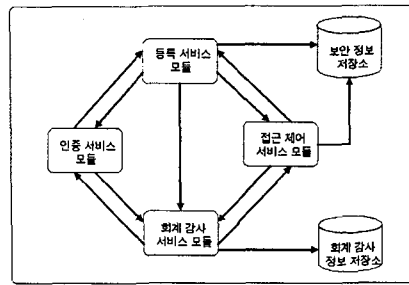 등록 서비스
모듈
보안 정보
저장소
인증 서비스
모듈
접근 제어
서비스 모듈
회계 감사
서비스 모듈
회계 감사
정보 저장소